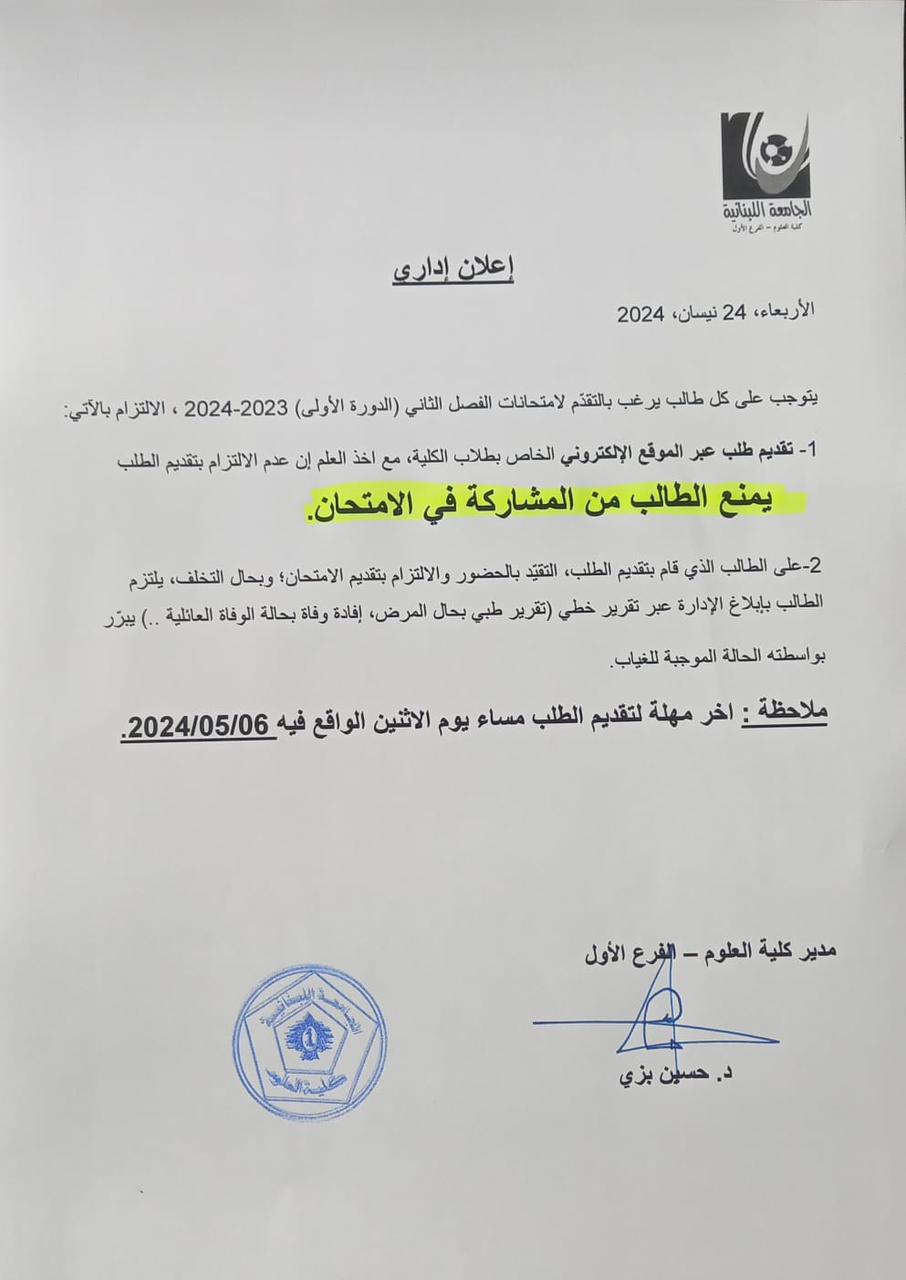 الجامعة اللبنانية
كلية العلوم – الفرع الأول
إعلان إداري
الأربعاء، 24 نيسان، 2024
يتوجب على كل طالب يرغب بالتقدّم لامتحانات الفصل الثاني (الدورة الأولى) 2023-2024 ، الالتزام بالآتي:
1- تقديم طلب عبر الموقع الإلكتروني الخاص بطلاب الكلية، مع اخذ العلم إن عدم الالتزام بتقديم الطلب
يمنع الطالب من المشاركة في الامتحان.
2-على الطالب الذي قام بتقديم الطلب، التقيّد بالحضور والالتزام بتقديم الامتحان؛ وبحال التخلف، يلتزم
الطالب بإبلاغ الإدارة عبر تقرير خطي (تقرير طبي بحال المرض، إفادة وفاة بحالة الوفاة العائلية ..) يبرّر
بواسطته الحالة الموجبة للغياب.
ملاحظة : اخر مهلة لتقديم الطلب مساء يوم الاثنين الواقع فيه 2024/05/06.
مدير كلية العلوم – الفرع الأول
د. حسين بزي
الجامعة اللبنانية
1
كلية العلوم